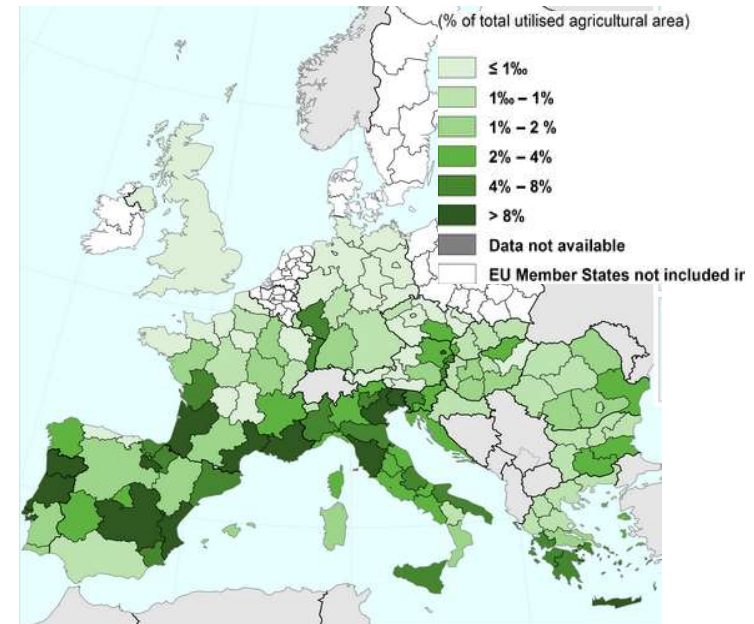 (% of total utilised agricultural area)
≤ 1‰
1‰ – 1%
1% – 2 %
2% – 4%
4% – 8%
> 8%
Data not available
EU Member States not included in